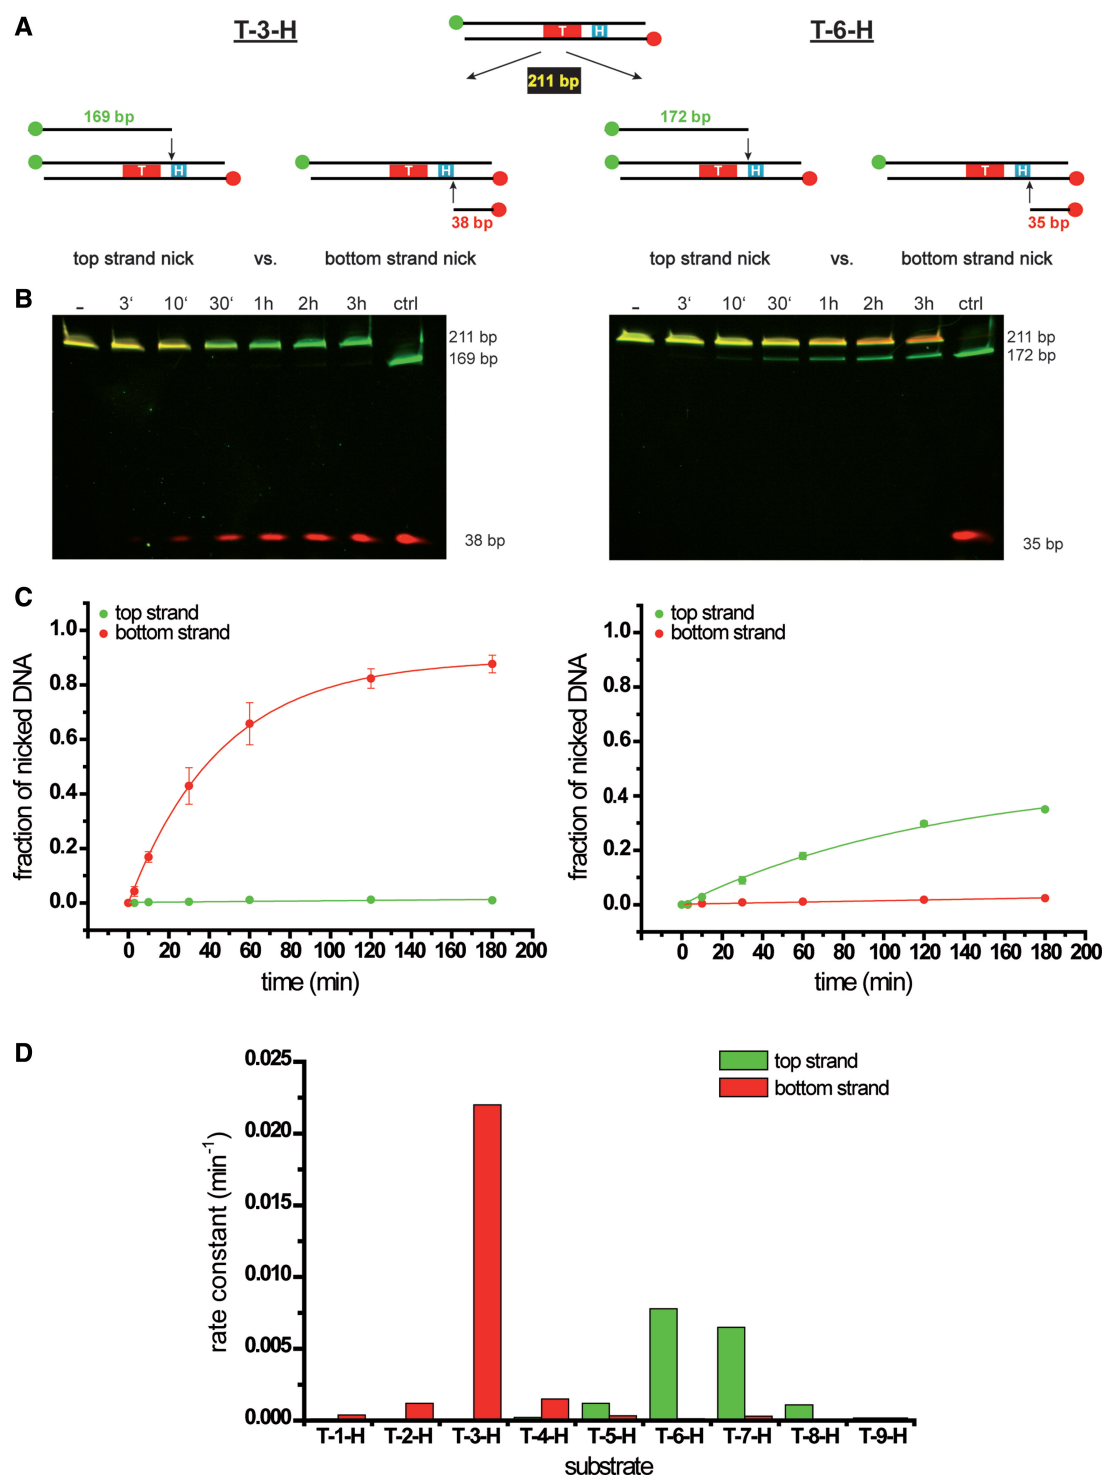 A
T-3-H
T-6-H
T H
211 bp
169 bp
172 bp
T H
T H
T H
T H
38 bp
35 bp
top strand nick vs. bottom strand nick
top strand nick vs. bottom strand nick
B
– 3' 10' 30' 1h 2h 3h ctrl
– 3' 10' 30' 1h 2h 3h ctrl
211 bp
169 bp
38 bp
211 bp
172 bp
35 bp
C
top strand
bottom strand
fraction of nicked DNA
1.0
0.8
0.6
0.4
0.2
0.0
0 20 40 60 80 100 120 140 160 180 200
time (min)
top strand
bottom strand
fraction of nicked DNA
1.0
0.8
0.6
0.4
0.2
0.0
0 20 40 60 80 100 120 140 160 180 200
time (min)
D
top strand
bottom strand
rate constant (min⁻¹)
0.025
0.020
0.015
0.010
0.005
0.000
T-1-H T-2-H T-3-H T-4-H T-5-H T-6-H T-7-H T-8-H T-9-H
substrate